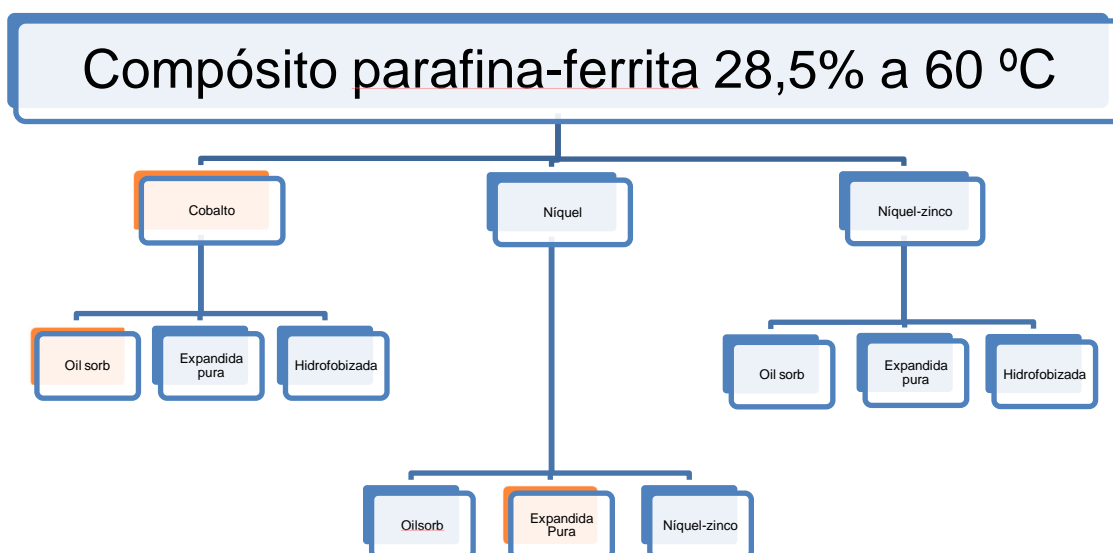 Compósito parafina-ferrita 28,5% a 60 ºC
Cobalto
Níquel
Níquel-zinco
Oil sorb
Expandida
pura
Hidrofobizada
Oil sorb
Expandida
pura
Hidrofobizada
Oilsorb
Expandida
Pura
Níquel-zinco